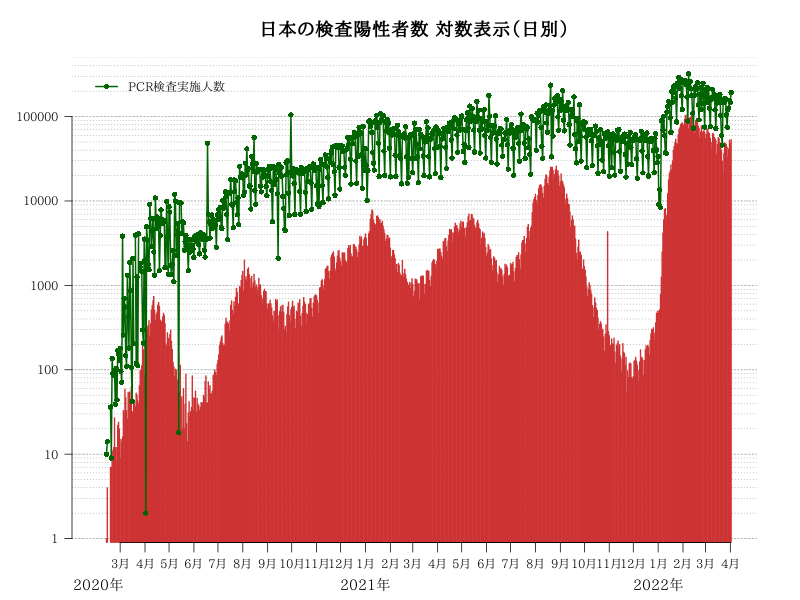 日本の検査陽性者数 対数表示(日別)
PCR検査実施人数
100000
10000
1000
100
10
1
3月 4月 5月 6月 7月 8月 9月 10月 11月 12月 1月 2月 3月 4月 5月 6月 7月 8月 9月 10月 11月 12月 1月 2月 3月 4月
2020年 2021年 2022年